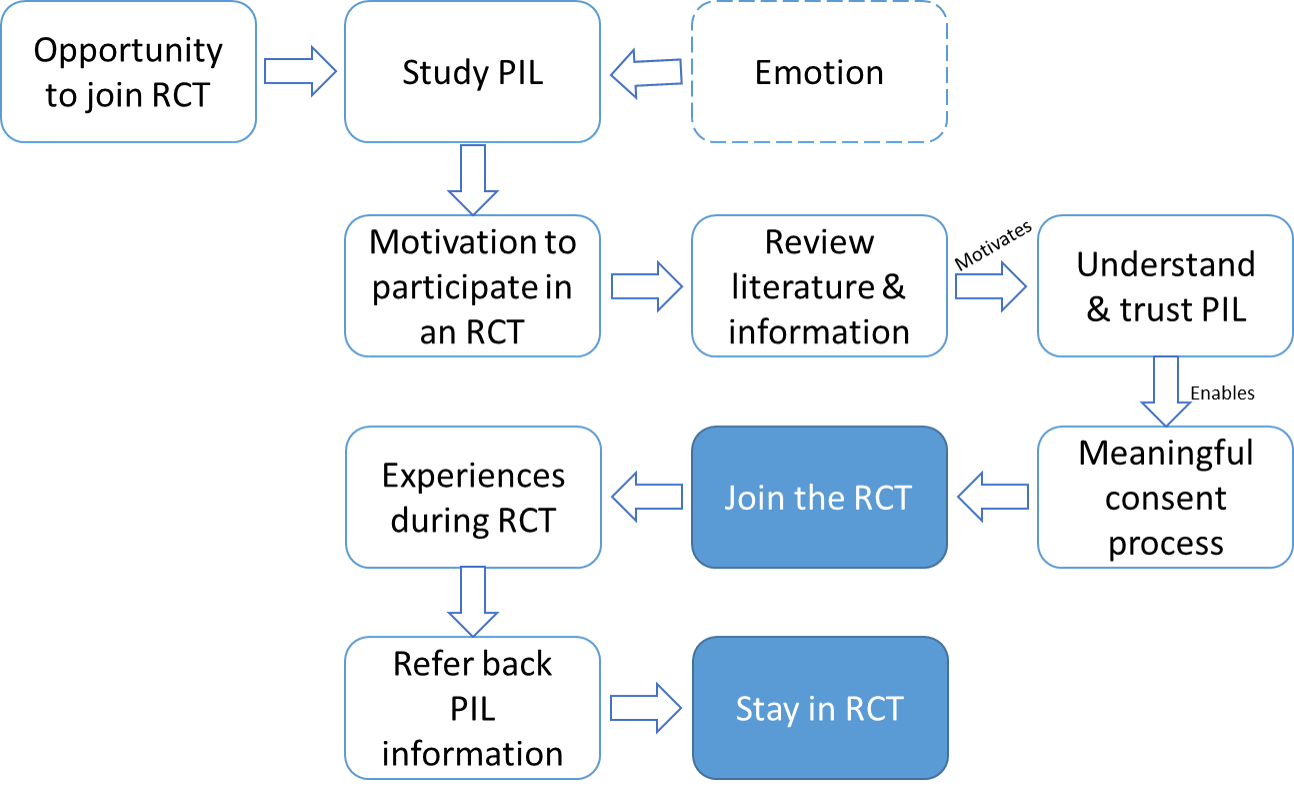 Opportunity
to join RCT
Study PIL
Emotion
Motivation to
participate in
an RCT
Review
literature &
information
Motivates
Understand
& trust PIL
Enables
Meaningful
consent
process
Join the RCT
Experiences
during RCT
Refer back
PIL
information
Stay in RCT